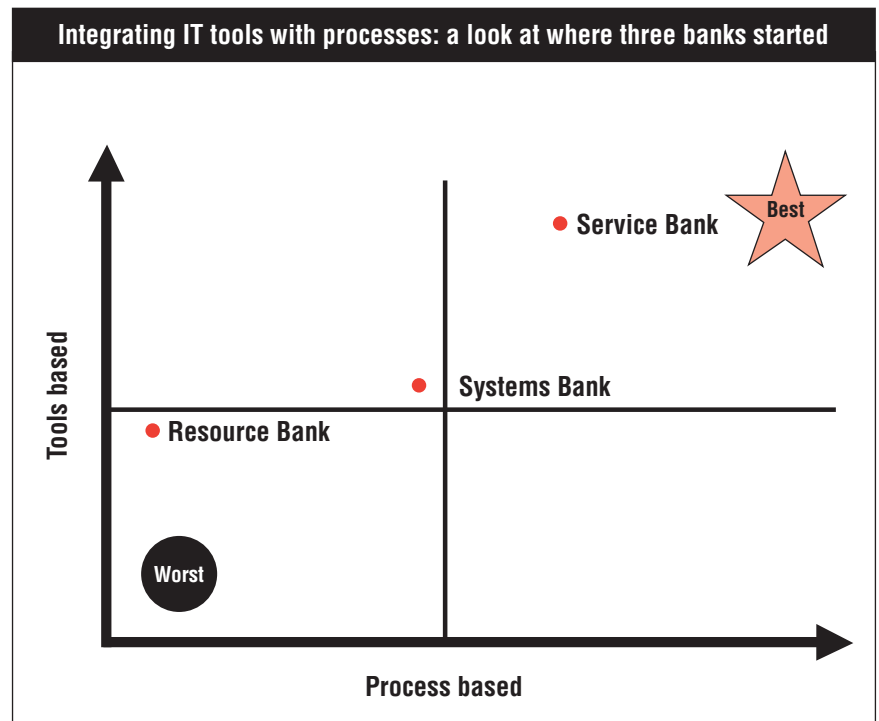 Integrating IT tools with processes: a look at where three banks started
Best
Service Bank
Systems Bank
Tools based
Resource Bank
Worst
Process based